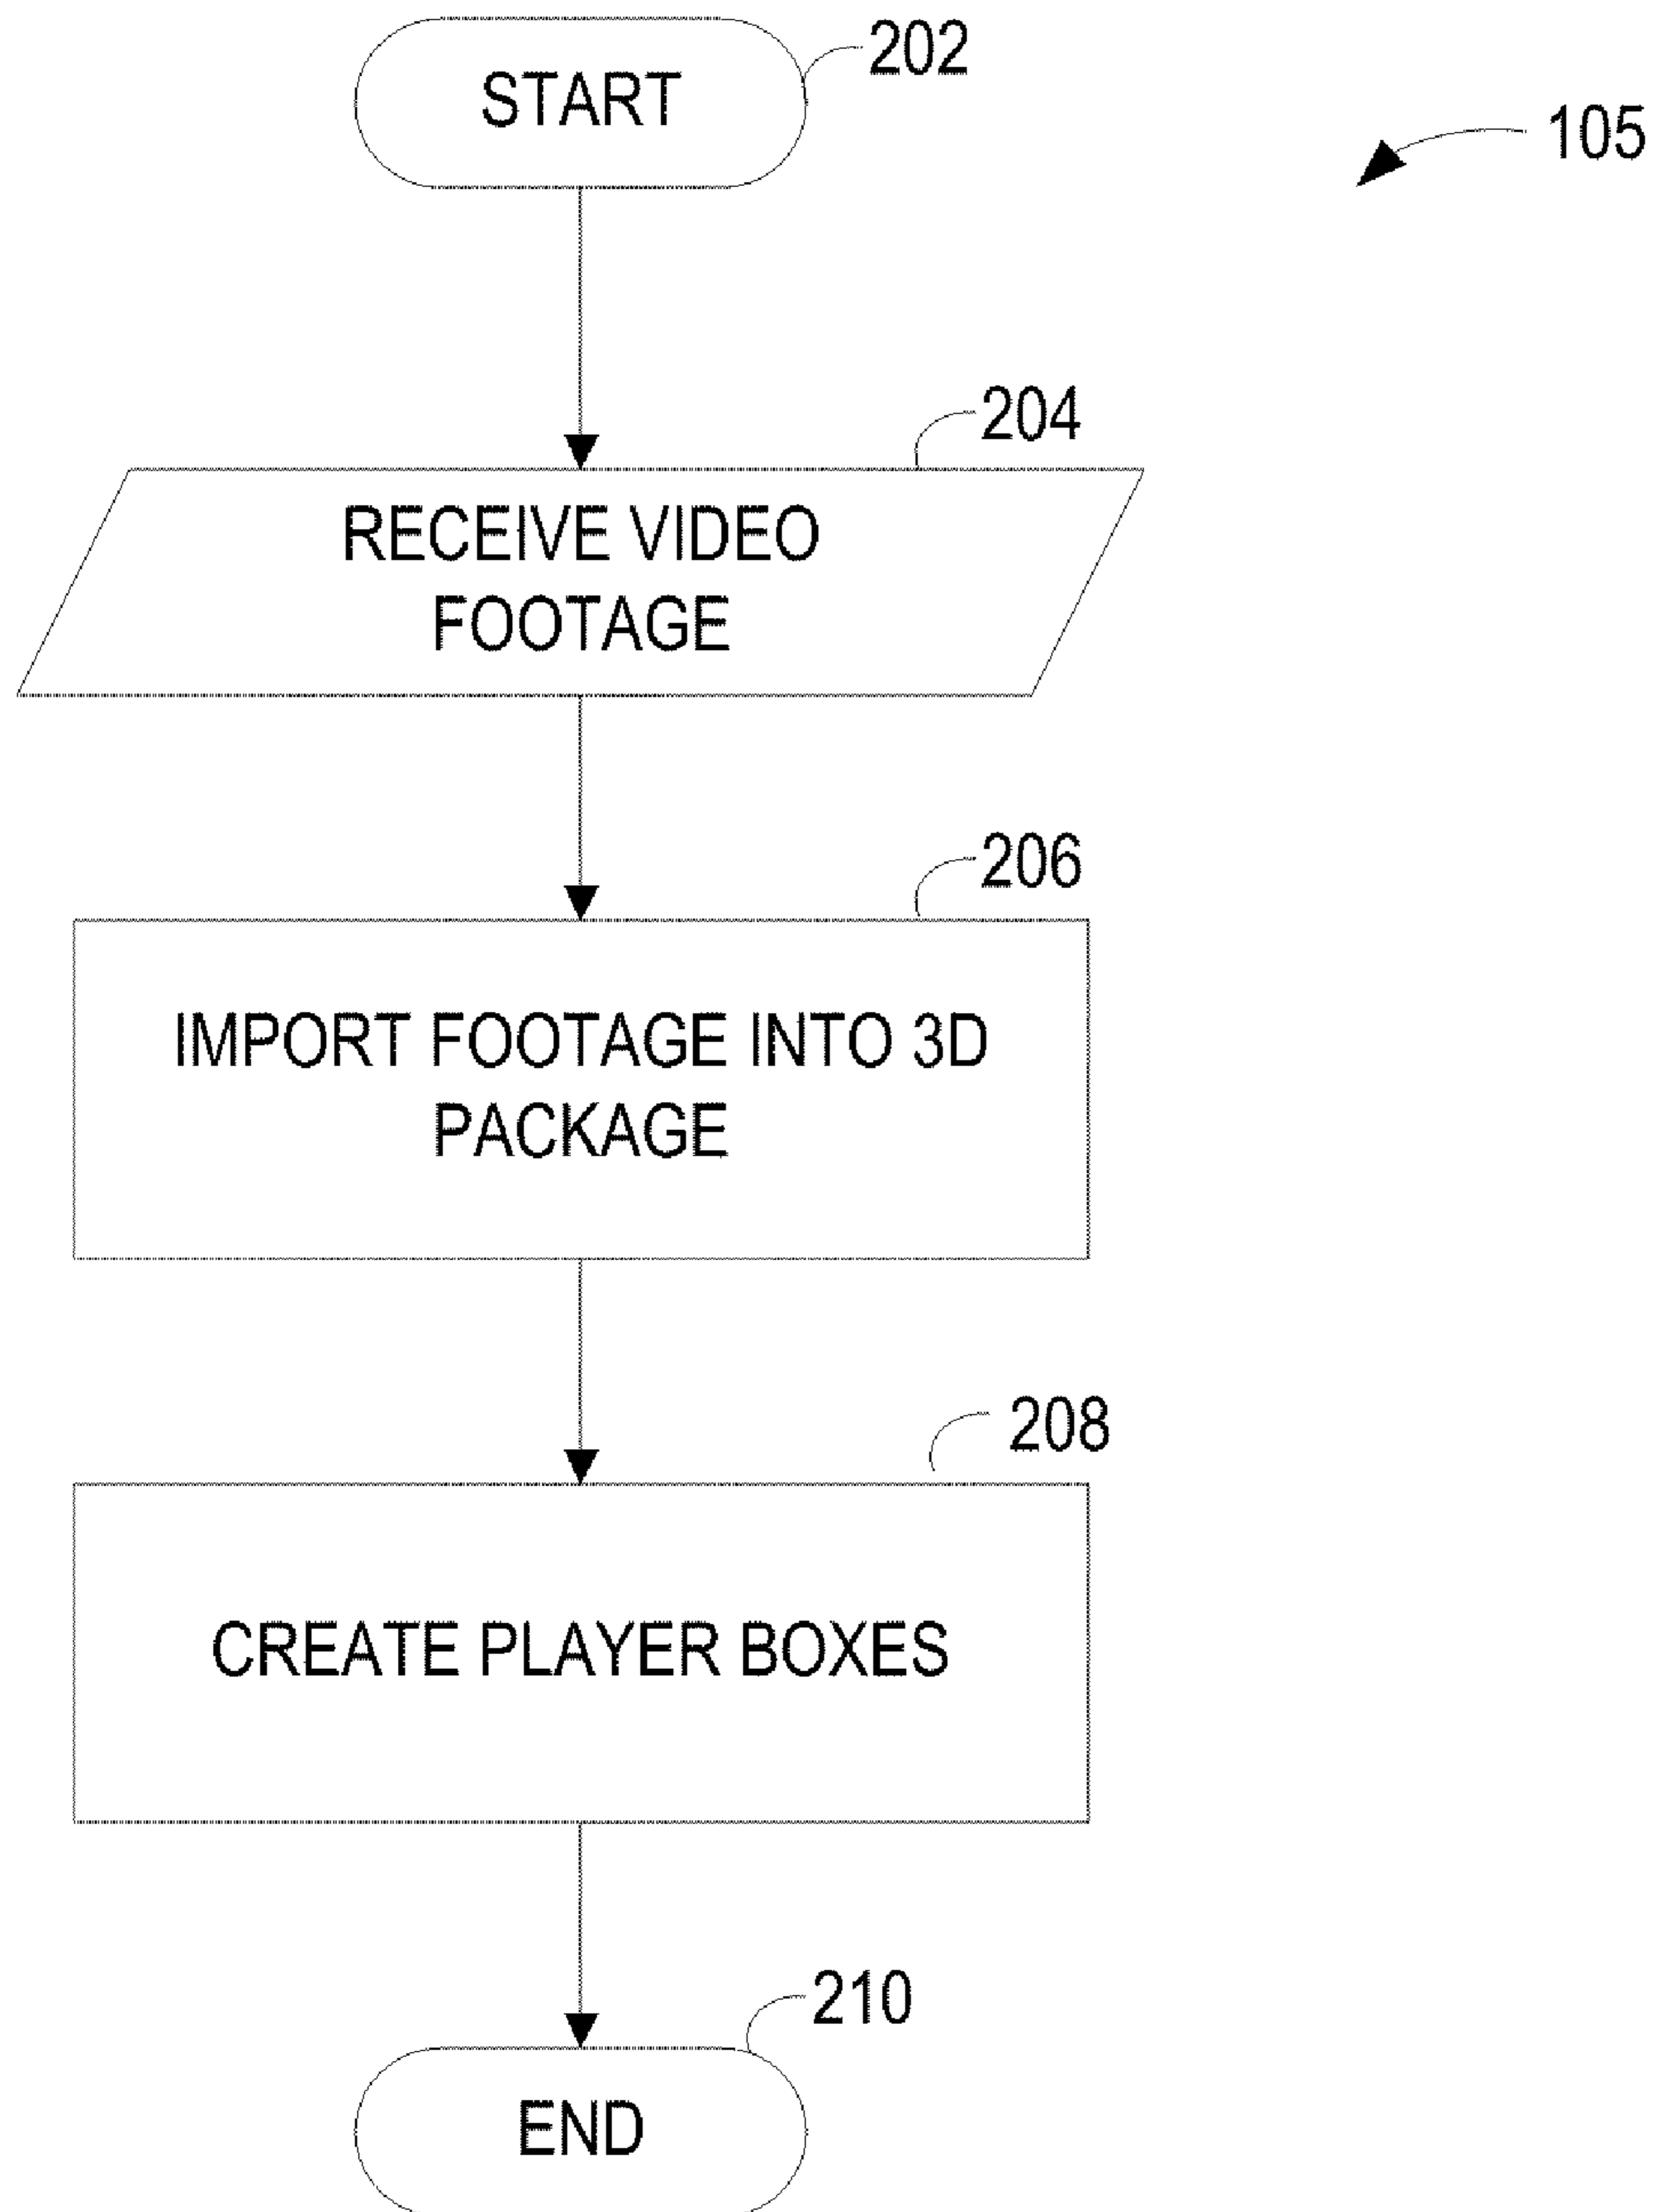 START
202
105
204
RECEIVE VIDEO
FOOTAGE
206
IMPORT FOOTAGE INTO 3D
PACKAGE
208
CREATE PLAYER BOXES
210
END